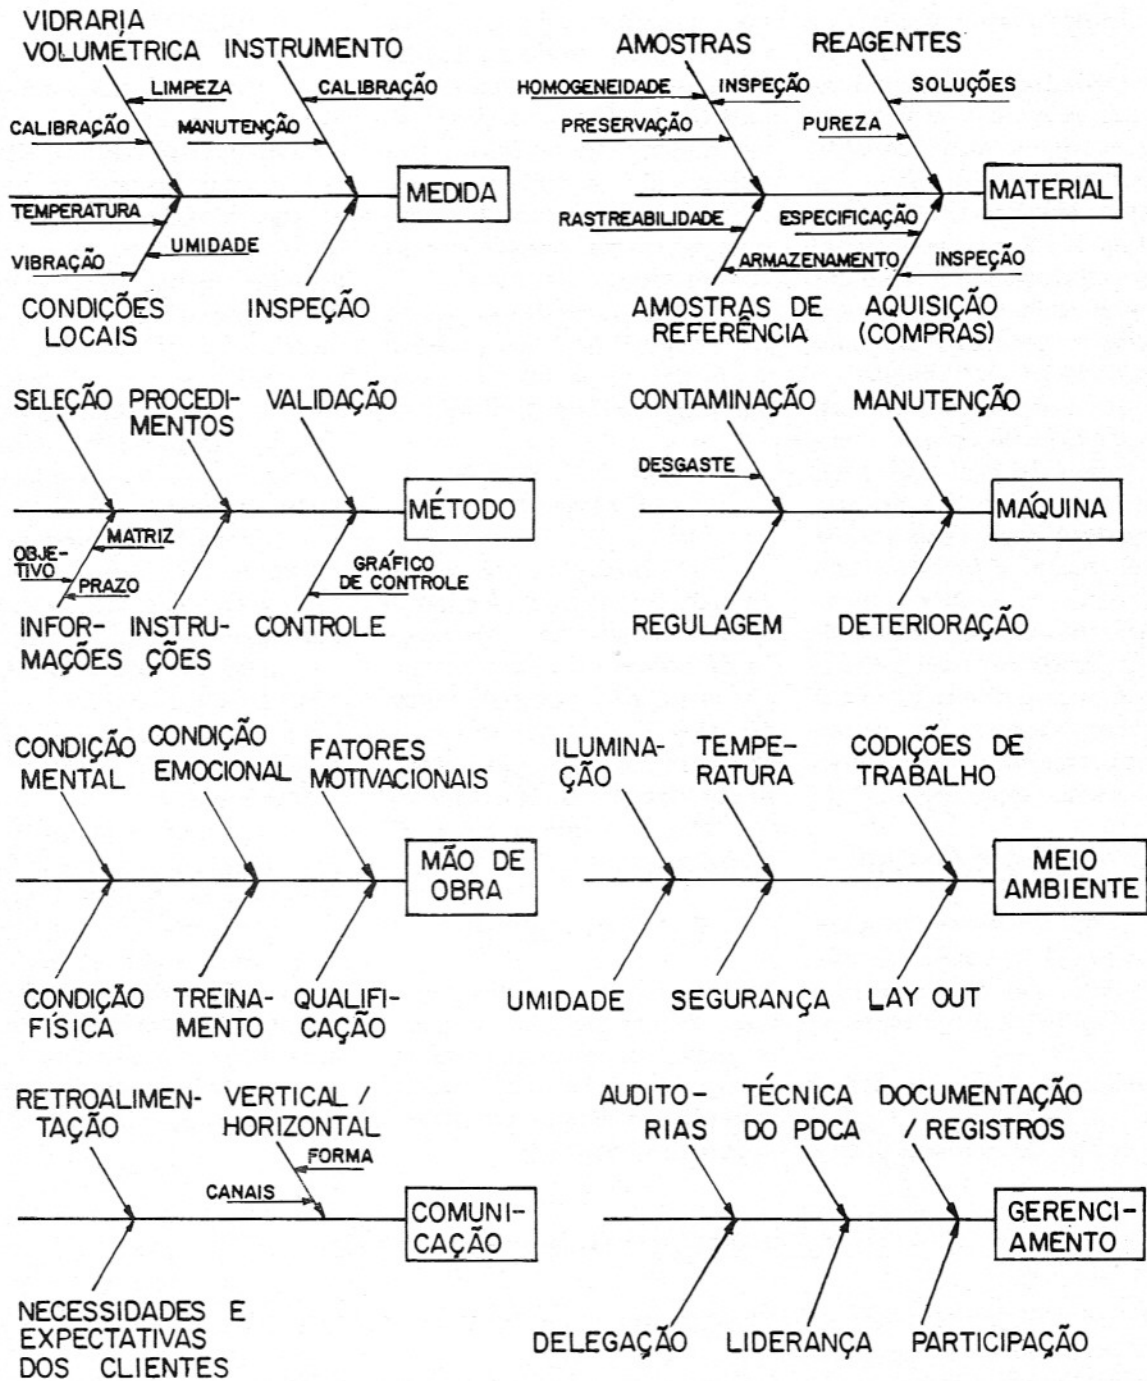 VIDRARIA
VOLUMÉTRICA
INSTRUMENTO
LIMPEZA
CALIBRAÇÃO
CALIBRAÇÃO
MANUTENÇÃO
MEDIDA
TEMPERATURA
UMIDADE
VIBRAÇÃO
CONDIÇÕES
LOCAIS
INSPEÇÃO
AMOSTRAS
REAGENTES
HOMOGENEIDADE
INSPEÇÃO
SOLUÇÕES
PRESERVAÇÃO
PUREZA
MATERIAL
RASTREABILIDADE
ESPECIFICAÇÃO
ARMAZENAMENTO
INSPEÇÃO
AMOSTRAS DE
REFERÊNCIA
AQUISIÇÃO
(COMPRAS)
SELEÇÃO
PROCEDI-
MENTOS
VALIDAÇÃO
MÉTODO
MATRIZ
OBJE-
TIVO
PRAZO
GRÁFICO
DE CONTROLE
INFOR-
MAÇÕES
INSTRU-
ÇÕES
CONTROLE
CONTAMINAÇÃO
MANUTENÇÃO
DESGASTE
MÁQUINA
REGULAGEM
DETERIORAÇÃO
CONDIÇÃO
MENTAL
CONDIÇÃO
EMOCIONAL
FATORES
MOTIVACIONAIS
MÃO DE
OBRA
CONDIÇÃO
FÍSICA
TREINA-
MENTO
QUALIFI-
CAÇÃO
ILUMINA-
ÇÃO
TEMPE-
RATURA
CODIÇÕES DE
TRABALHO
MEIO
AMBIENTE
UMIDADE
SEGURANÇA
LAY OUT
RETROALIMEN-
TAÇÃO
VERTICAL /
HORIZONTAL
FORMA
CANAIS
COMUNI-
CAÇÃO
NECESSIDADES E
EXPECTATIVAS
DOS CLIENTES
AUDITO-
RIAS
TÉCNICA
DO PDCA
DOCUMENTAÇÃO
/ REGISTROS
GERENCI-
AMENTO
DELEGAÇÃO
LIDERANÇA
PARTICIPAÇÃO